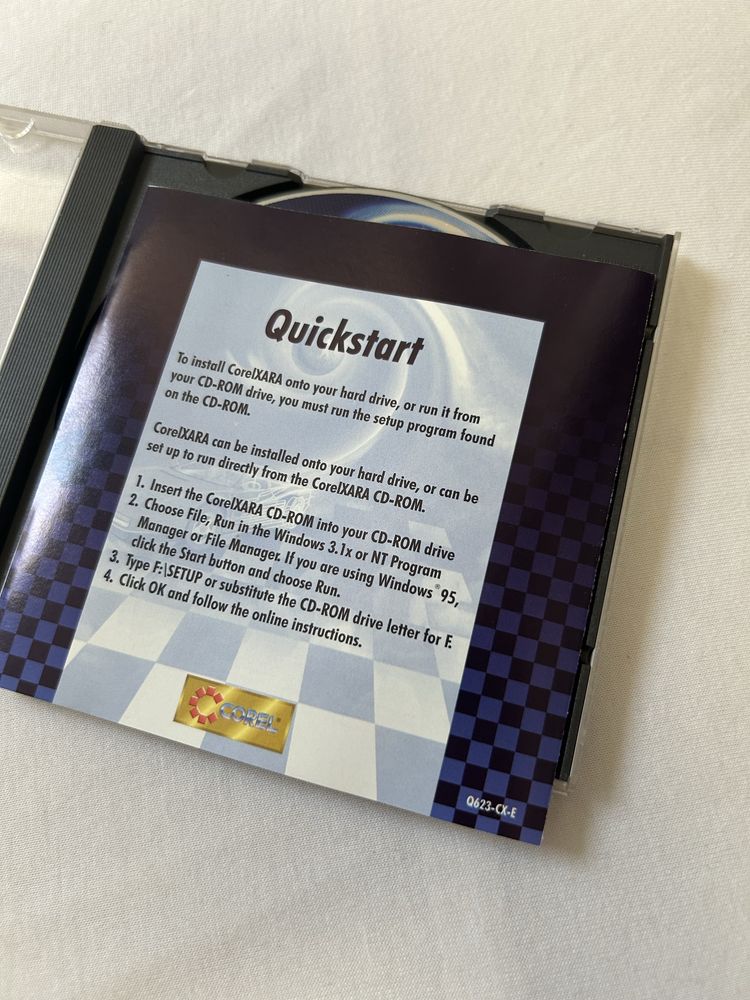 Quickstart
To install CorelXARA onto your hard drive, or run it from
your CD-ROM drive, you must run the setup program found
on the CD-ROM.
CorelXARA can be installed onto your hard drive, or can be
set up to run directly from the CorelXARA CD-ROM.
1. Insert the CorelXARA CD-ROM into your CD-ROM drive
2. Choose File, Run in the Windows 3.1x or NT Program
Manager or File Manager. If you are using Windows® 95,
click the Start button and choose Run.
3. Type F:\SETUP or substitute the CD-ROM drive letter for F.
4. Click OK and follow the online instructions.
COREL®
Q623-CX-E